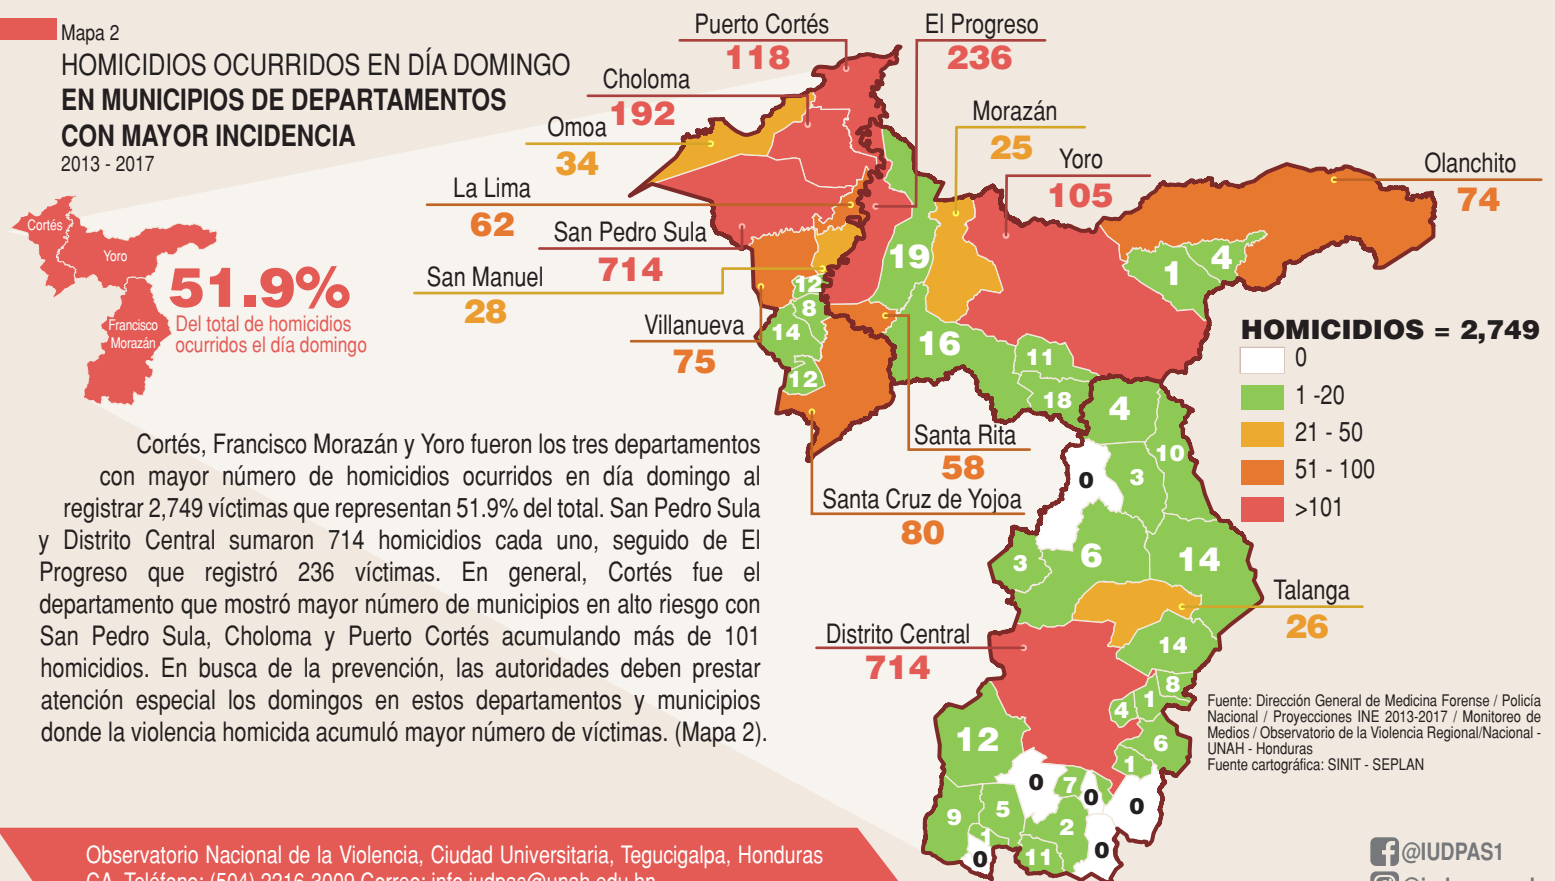 Mapa 2
HOMICIDIOS OCURRIDOS EN DÍA DOMINGO
EN MUNICIPIOS DE DEPARTAMENTOS
CON MAYOR INCIDENCIA
2013 - 2017
Cortés
Yoro
Francisco
Morazán
51.9%
Del total de homicidios
ocurridos el día domingo
Puerto Cortés
118
El Progreso
236
Choloma
192
Omoa
34
Morazán
25
Yoro
105
Olanchito
74
La Lima
62
San Pedro Sula
714
San Manuel
28
Villanueva
75
Santa Rita
58
Santa Cruz de Yojoa
80
Talanga
26
Distrito Central
714
19
1
4
12
8
14
12
16
11
18
4
10
0
3
3
6
14
14
8
1
4
6
1
12
0
7
0
0
9
5
2
1
0
11
0
HOMICIDIOS = 2,749
0
1 -20
21 - 50
51 - 100
>101
Cortés, Francisco Morazán y Yoro fueron los tres departamentos
con mayor número de homicidios ocurridos en día domingo al
registrar 2,749 víctimas que representan 51.9% del total. San Pedro Sula
y Distrito Central sumaron 714 homicidios cada uno, seguido de El
Progreso que registró 236 víctimas. En general, Cortés fue el
departamento que mostró mayor número de municipios en alto riesgo con
San Pedro Sula, Choloma y Puerto Cortés acumulando más de 101
homicidios. En busca de la prevención, las autoridades deben prestar
atención especial los domingos en estos departamentos y municipios
donde la violencia homicida acumuló mayor número de víctimas. (Mapa 2).
Fuente: Dirección General de Medicina Forense / Policía
Nacional / Proyecciones INE 2013-2017 / Monitoreo de
Medios / Observatorio de la Violencia Regional/Nacional -
UNAH - Honduras
Fuente cartográfica: SINIT - SEPLAN
Observatorio Nacional de la Violencia, Ciudad Universitaria, Tegucigalpa, Honduras
@IUDPAS1